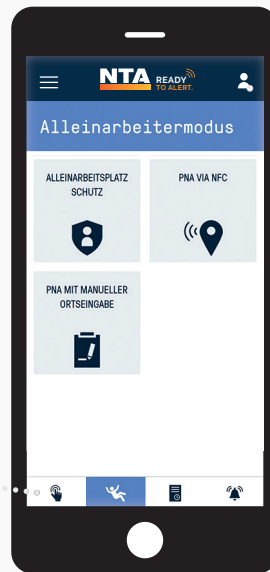 NTA READY
TO ALERT.
Alleinarbeitermodus
ALLEINARBEITSPLATZ
SCHUTZ
PNA VIA NFC
PNA MIT MANUELLER
ORTSEINGABE